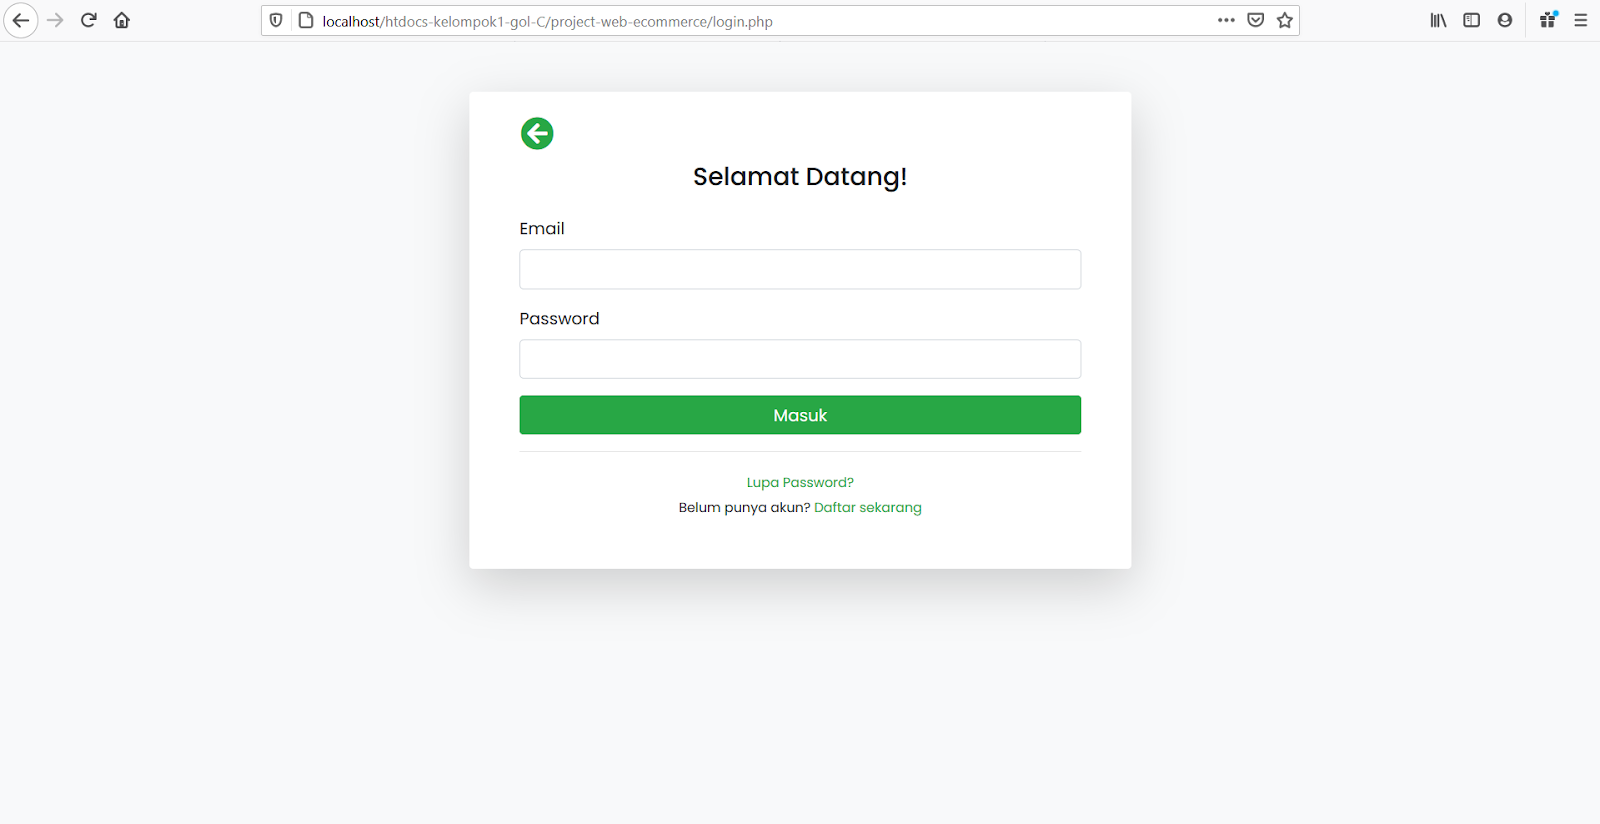 localhost/htdocs-kelompok1-gol-C/project-web-ecommerce/login.php
Selamat Datang!
Email
Password
Masuk
Lupa Password?
Belum punya akun? Daftar sekarang